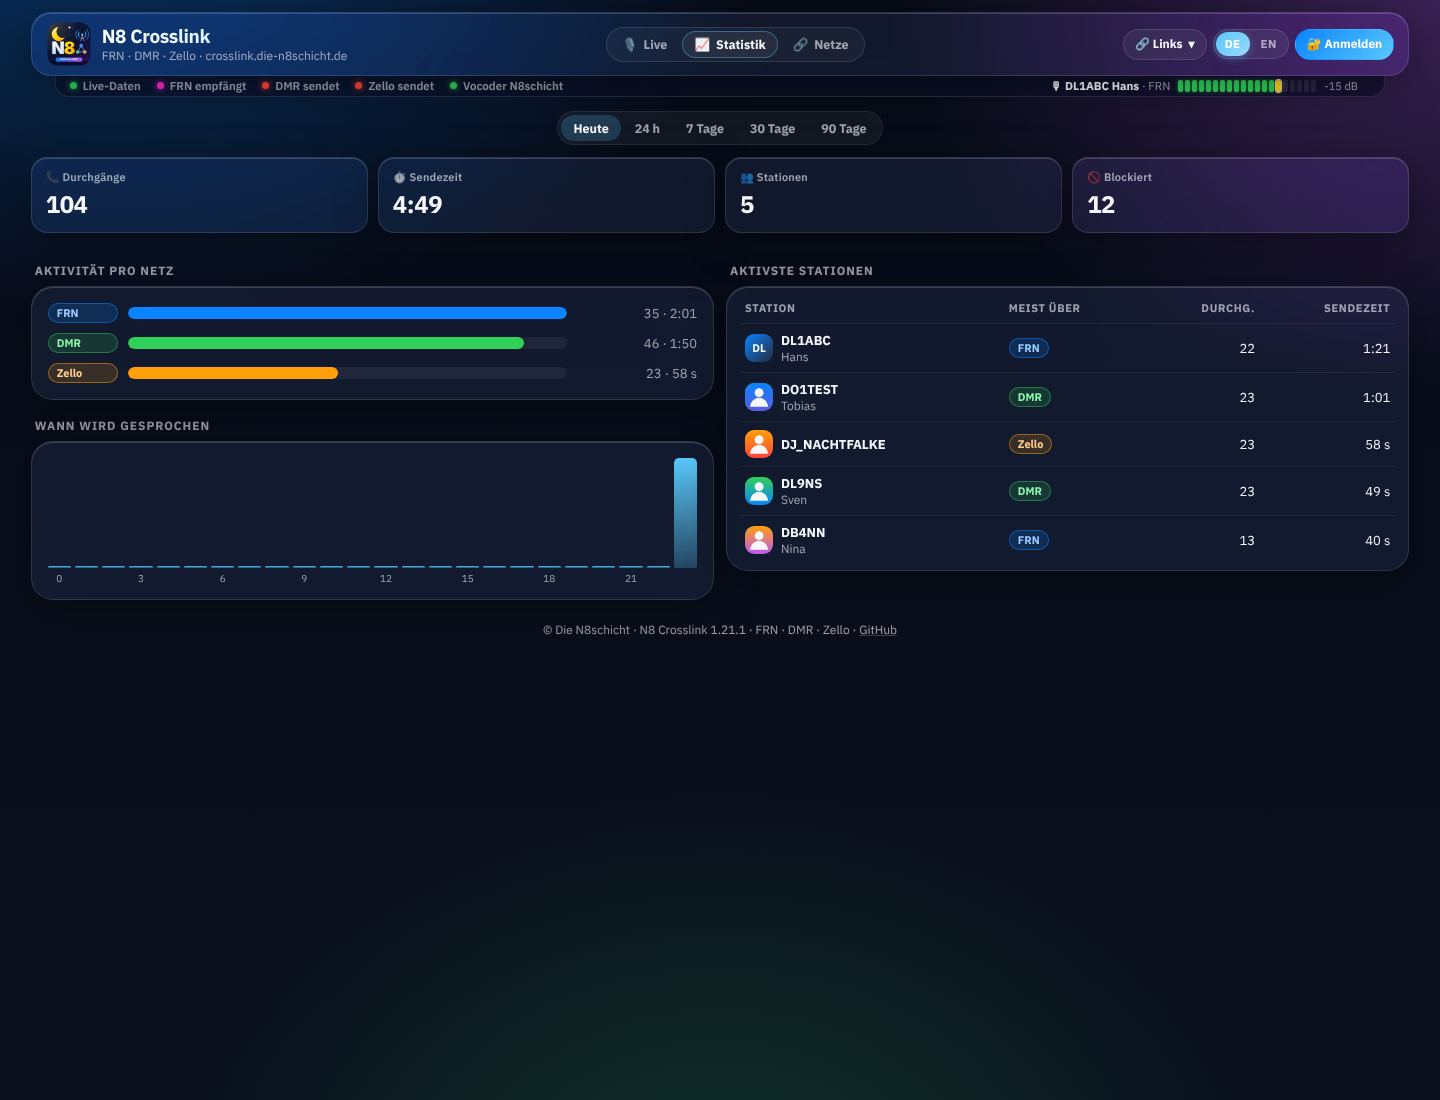 N8
N8 Crosslink
FRN · DMR · Zello · crosslink.die-n8schicht.de
Live
Statistik
Netze
Links ▾
DE
EN
Anmelden
Live-Daten
FRN empfängt
DMR sendet
Zello sendet
Vocoder N8schicht
DL1ABC Hans · FRN
-15 dB
Heute
24 h
7 Tage
30 Tage
90 Tage
Durchgänge
104
Sendezeit
4:49
Stationen
5
Blockiert
12
AKTIVITÄT PRO NETZ
FRN 35 · 2:01
DMR 46 · 1:50
Zello 23 · 58 s
WANN WIRD GESPROCHEN
0 3 6 9 12 15 18 21
AKTIVSTE STATIONEN
STATION MEIST ÜBER DURCHG. SENDEZEIT
DL DL1ABC FRN 22 1:21
Hans
DO1TEST DMR 23 1:01
Tobias
DJ_NACHTFALKE Zello 23 58 s
DL9NS DMR 23 49 s
Sven
DB4NN FRN 13 40 s
Nina
© Die N8schicht · N8 Crosslink 1.21.1 · FRN · DMR · Zello · GitHub